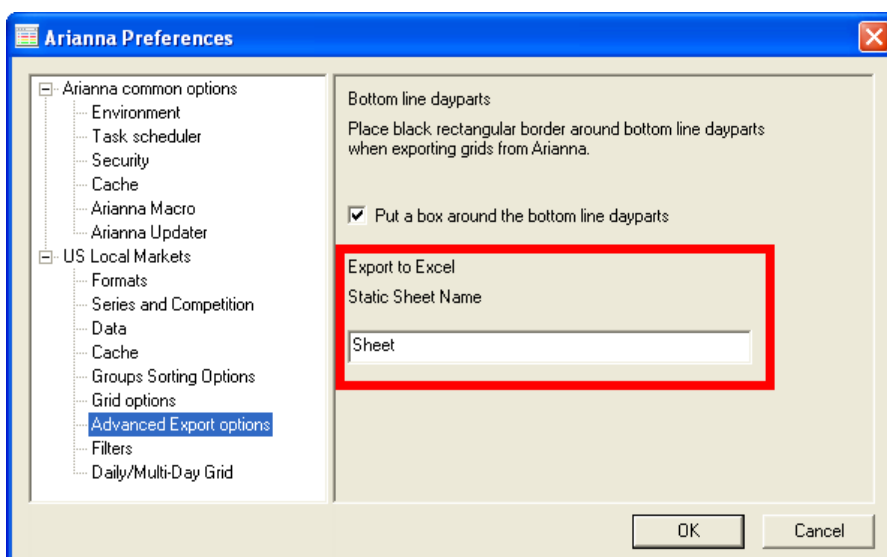 Arianna Preferences
Arianna common options
Environment
Task scheduler
Security
Cache
Arianna Macro
Arianna Updater
US Local Markets
Formats
Series and Competition
Data
Cache
Groups Sorting Options
Grid options
Advanced Export options
Filters
Daily/Multi-Day Grid
Bottom line dayparts
Place black rectangular border around bottom line dayparts
when exporting grids from Arianna.
Put a box around the bottom line dayparts
Export to Excel
Static Sheet Name
Sheet
OK
Cancel